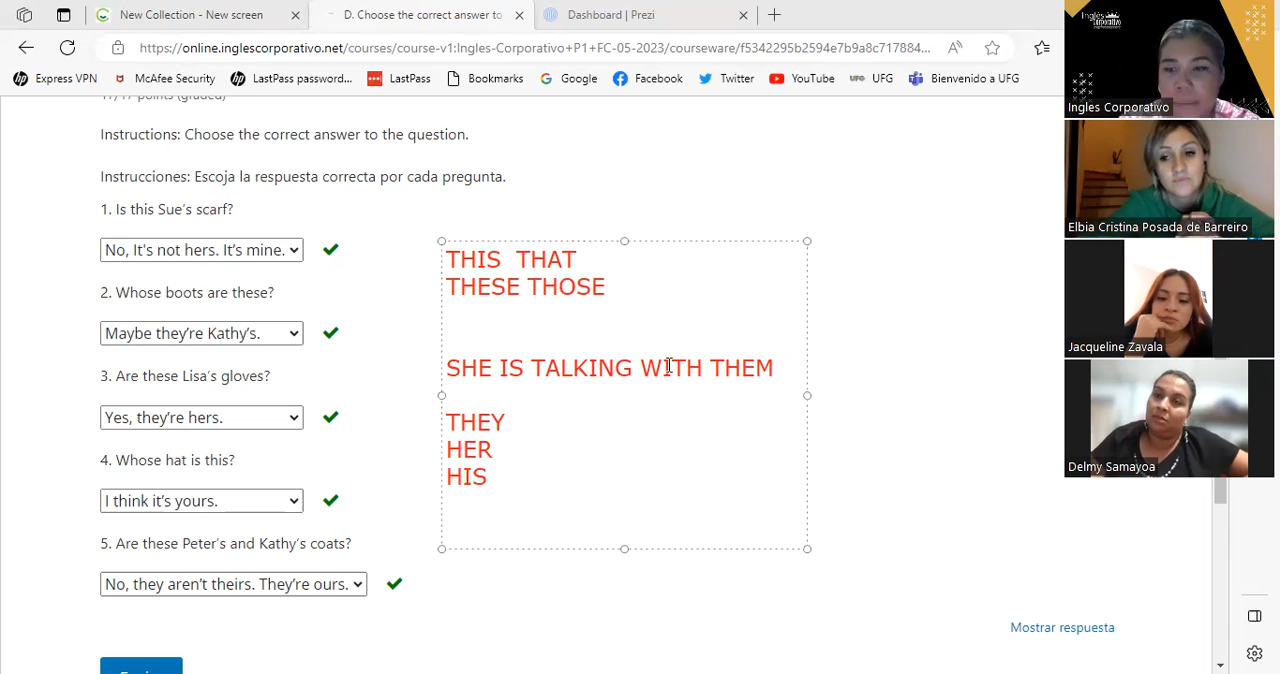 New Collection - New screen
D. Choose the correct answer to
Dashboard | Prezi
https://online.inglescorporativo.net/courses/course-v1:Ingles-Corporativo+P1+FC-05-2023/courseware/f5342295b2594e7b9a8c717884...
Express VPN McAfee Security LastPass password... LastPass Bookmarks Google Facebook Twitter YouTube UFG Bienvenido a UFG
17/17 points (graded)
Instructions: Choose the correct answer to the question.
Instrucciones: Escoja la respuesta correcta por cada pregunta.
1. Is this Sue's scarf?
No, It's not hers. It's mine.
2. Whose boots are these?
Maybe they're Kathy's.
3. Are these Lisa's gloves?
Yes, they're hers.
4. Whose hat is this?
I think it's yours.
5. Are these Peter's and Kathy's coats?
No, they aren't theirs. They're ours.
THIS THAT
THESE THOSE
SHE IS TALKING WITH THEM
THEY
HER
HIS
Mostrar respuesta
Inglés
Corporativo
Ingles Corporativo
Elbia Cristina Posada de Barreiro
Jacqueline Zavala
Delmy Samayoa